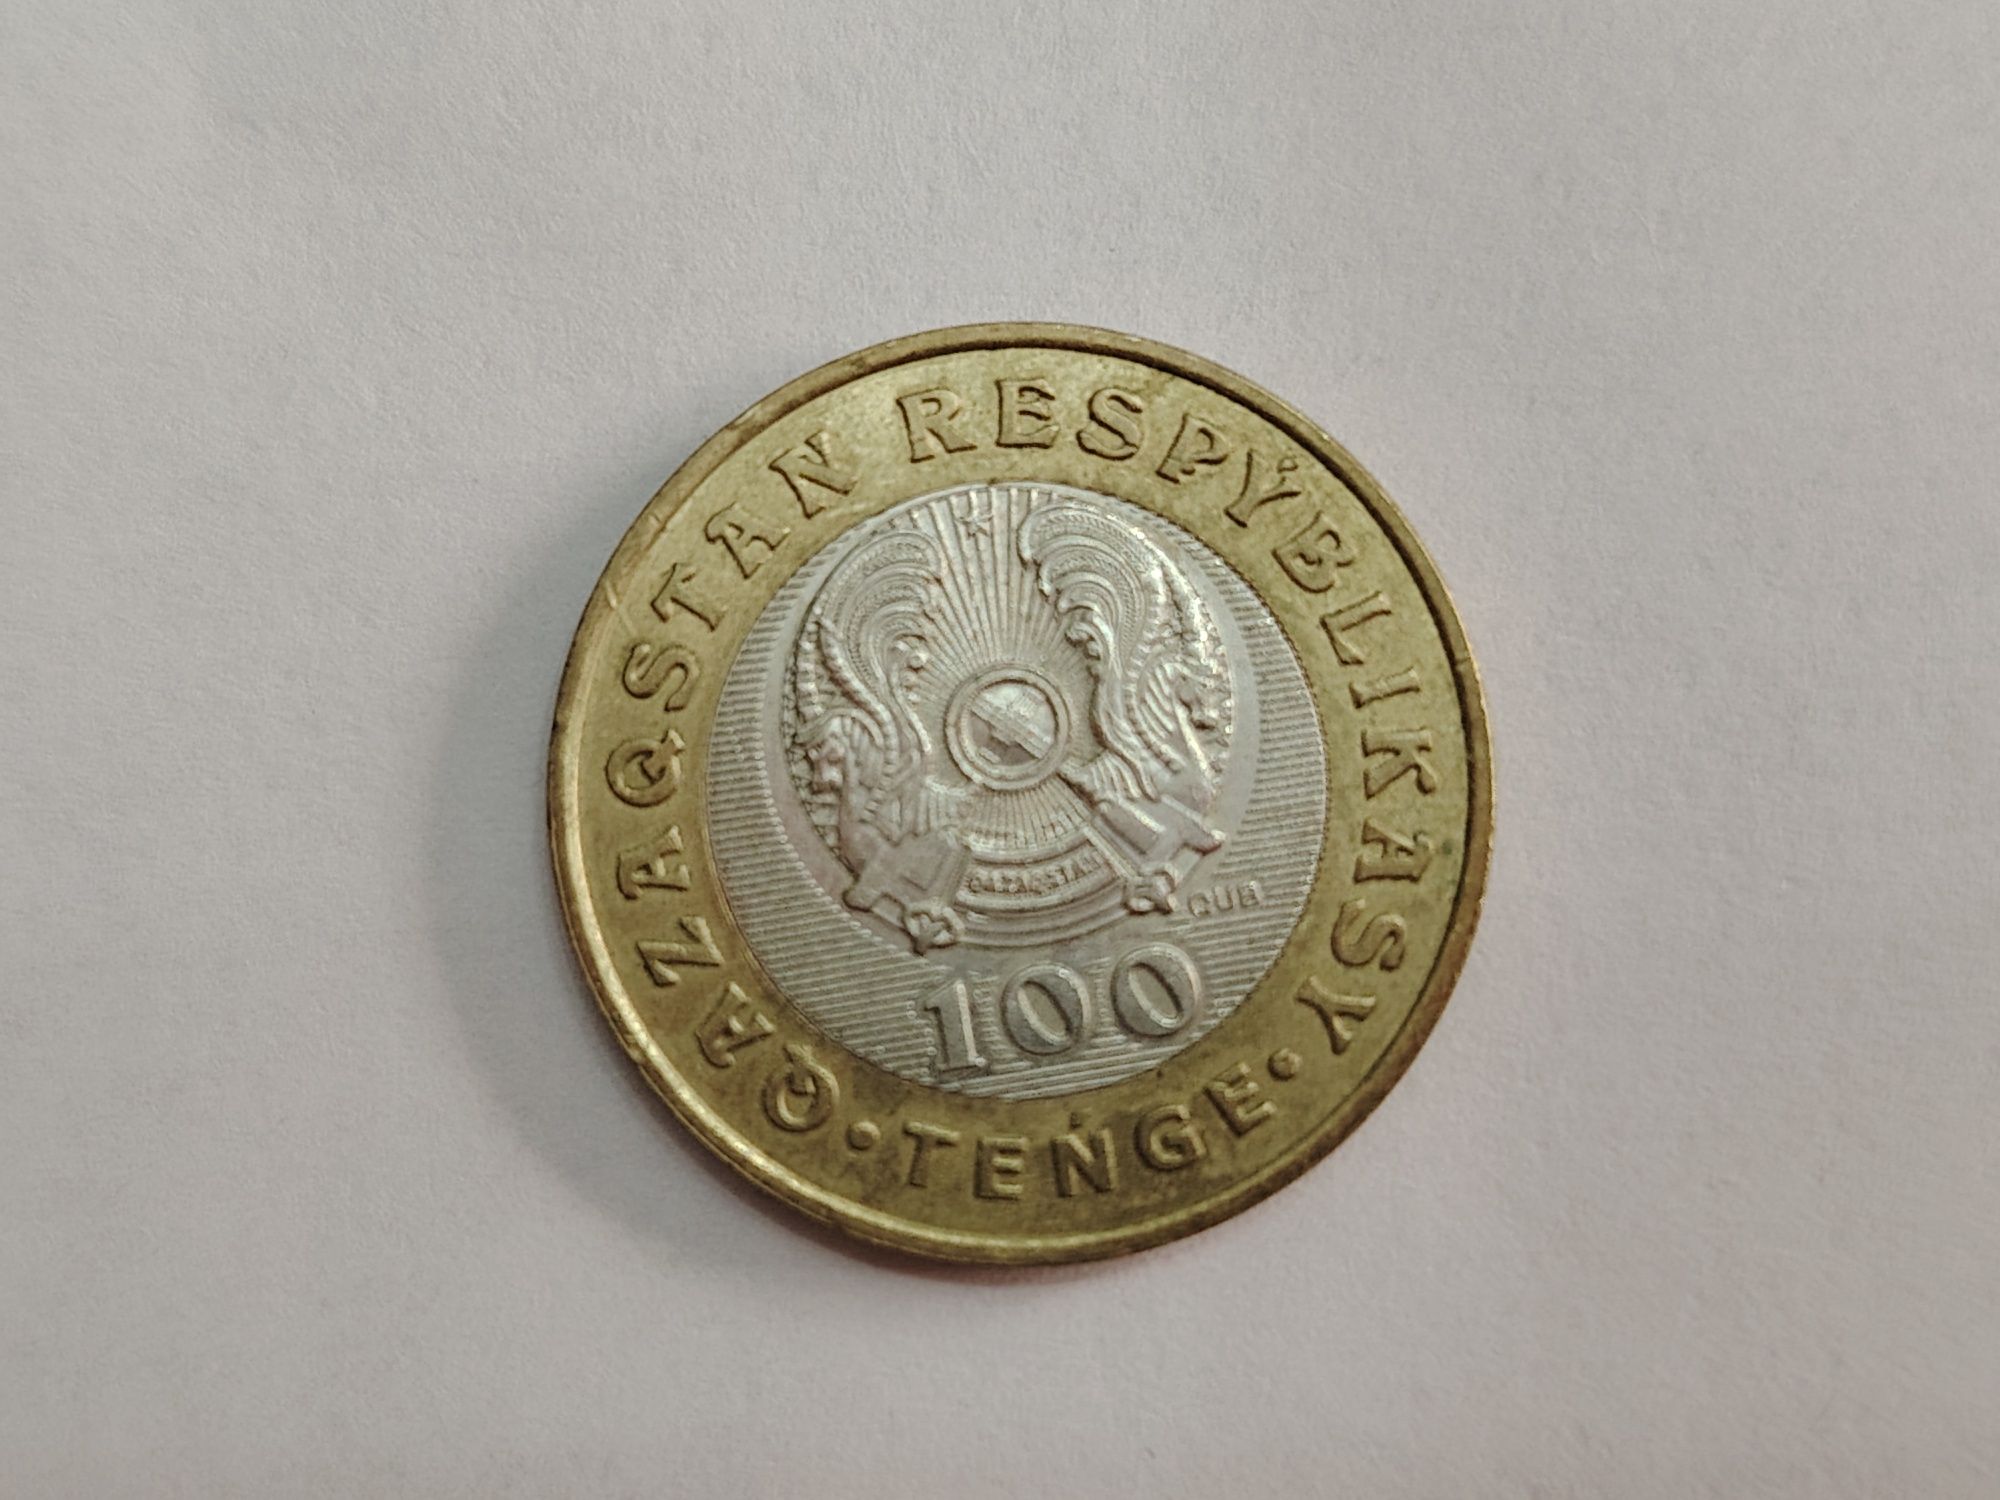 QAZAQSTAN RESPÝBLIKASY
QAZAQSTAN
QUB
100
• TEŃGE •